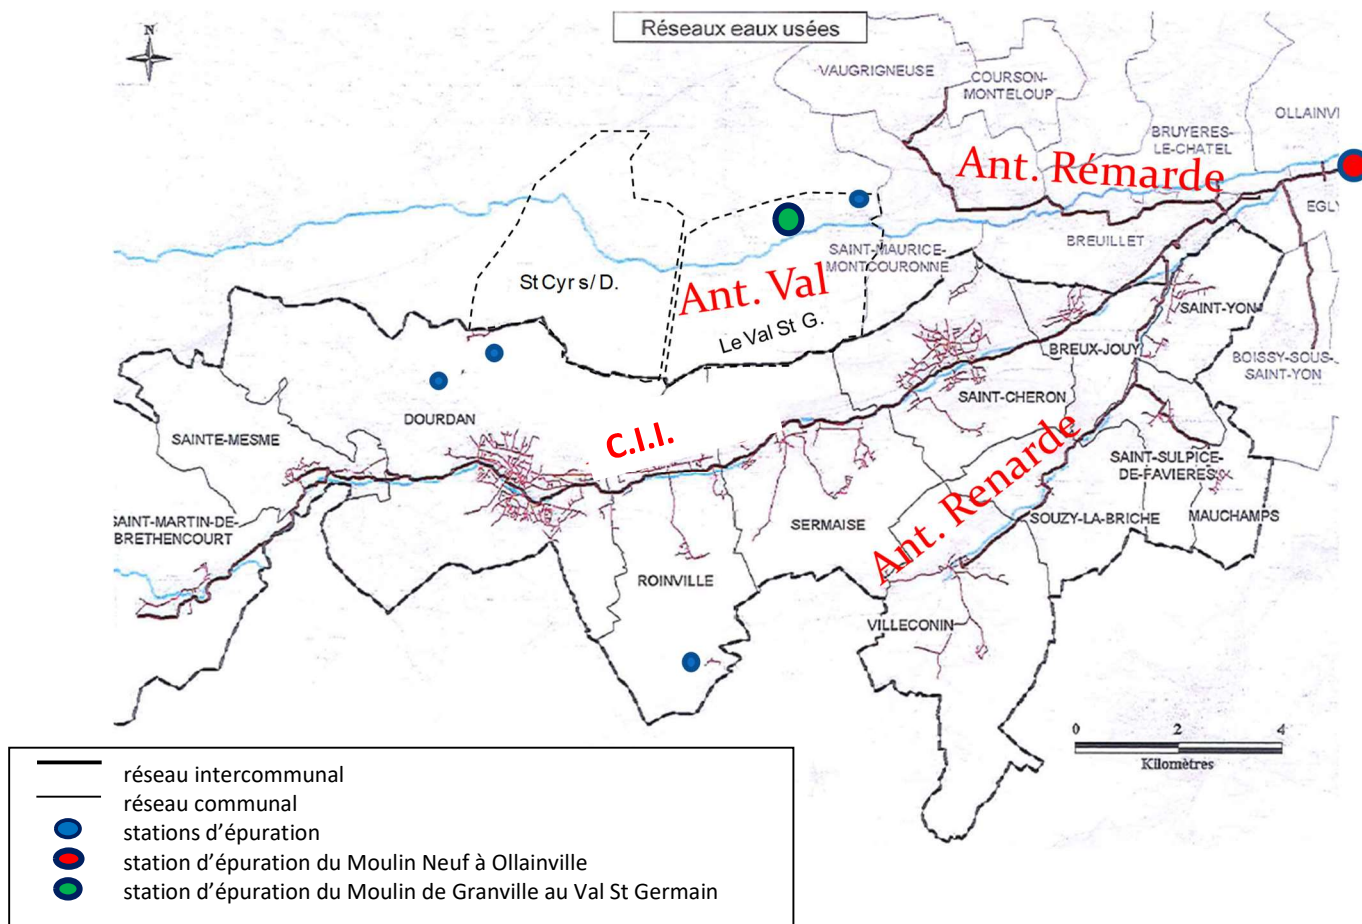 Réseaux eaux usées
N
VAUGRIGNEUSE
COURSON-
MONTELOUP
OLLAINVI
BRUYERES-
LE-CHATEL
Ant. Rémarde
EGLY
BREUILLET
SAINT-MAURICE-
MONTCOURONNE
St Cyr s/ D.
Ant. Val
Le Val St G.
SAINT-YON
BREUX-JOUY
BOISSY-SOUS-
SAINT-YON
SAINT-CHERON
DOURDAN
SAINTE-MESME
C.I.I.
Ant. Renarde
SAINT-SULPICE-
DE-FAVIERES
SAINT-MARTIN-DE-
BRETHENCOURT
SERMAISE
SOUZY-LA-BRICHE
MAUCHAMPS
ROINVILLE
VILLECONIN
0 2 4
Kilomètres
réseau intercommunal
réseau communal
stations d’épuration
station d’épuration du Moulin Neuf à Ollainville
station d’épuration du Moulin de Granville au Val St Germain